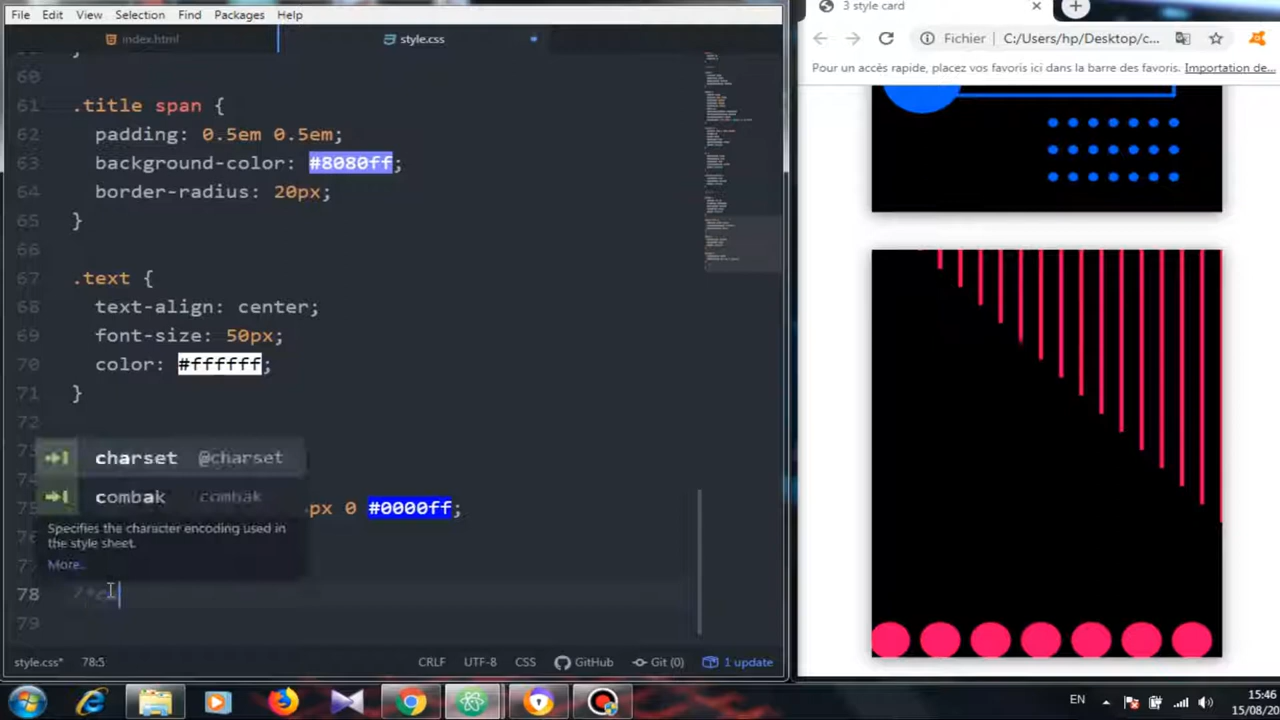 File Edit View Selection Find Packages Help
index.html
style.css
3 style card
Fichier C:/Users/hp/Desktop/c...
Pour un accès rapide, placez vos favoris ici dans la barre des favoris. Importation de...
60 }
61 .title span {
padding: 0.5em 0.5em;
63 background-color: #8080ff;
64 border-radius: 20px;
65 }
66
67 .text {
68 text-align: center;
69 font-size: 50px;
70 color: #ffffff;
71 }
72
charset @charset
combak combak
px 0 #0000ff;
Specifies the character encoding used in
the style sheet.
More..
78
79
style.css* 78:5 CRLF UTF-8 CSS GitHub Git (0) 1 update
EN
15:46
15/08/20